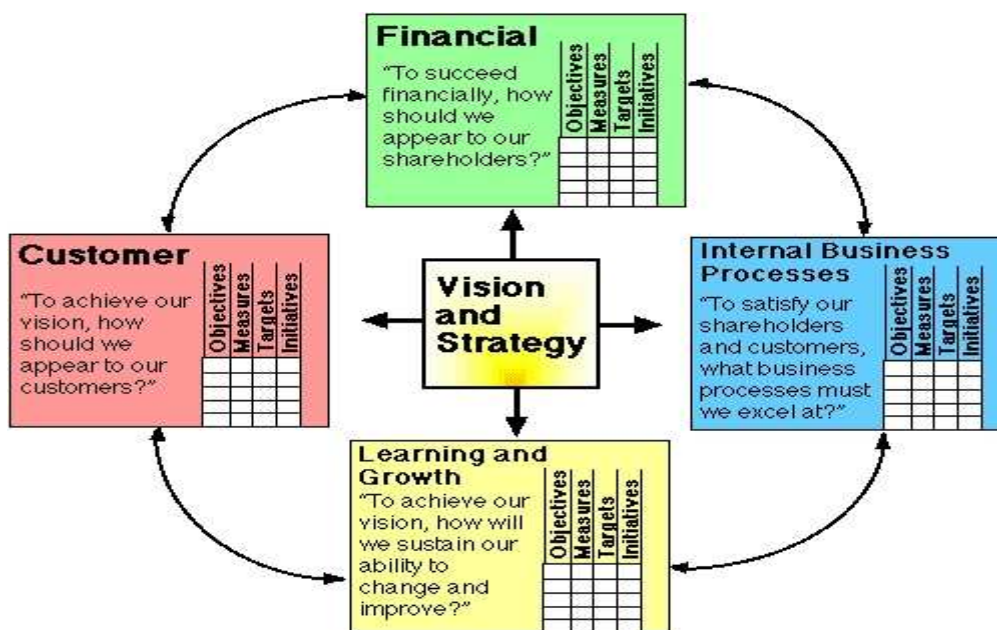 Financial
“To succeed
financially, how
should we
appear to our
shareholders?”
Objectives
Measures
Targets
Initiatives
Customer
“To achieve our
vision, how
should we
appear to our
customers?”
Objectives
Measures
Targets
Initiatives
Vision
and
Strategy
Internal Business
Processes
“To satisfy our
shareholders
and customers,
what business
processes must
we excel at?”
Objectives
Measures
Targets
Initiatives
Learning and
Growth
“To achieve our
vision, how will
we sustain our
ability to
change and
improve?”
Objectives
Measures
Targets
Initiatives